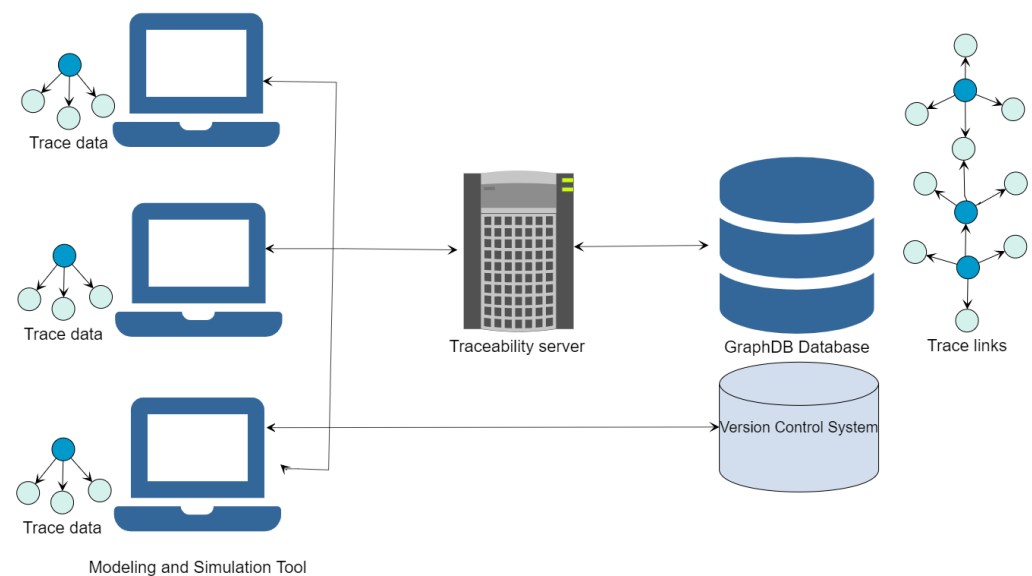 Trace data
Trace data
Traceability server
GraphDB Database
Trace links
Version Control System
Trace data
Modeling and Simulation Tool